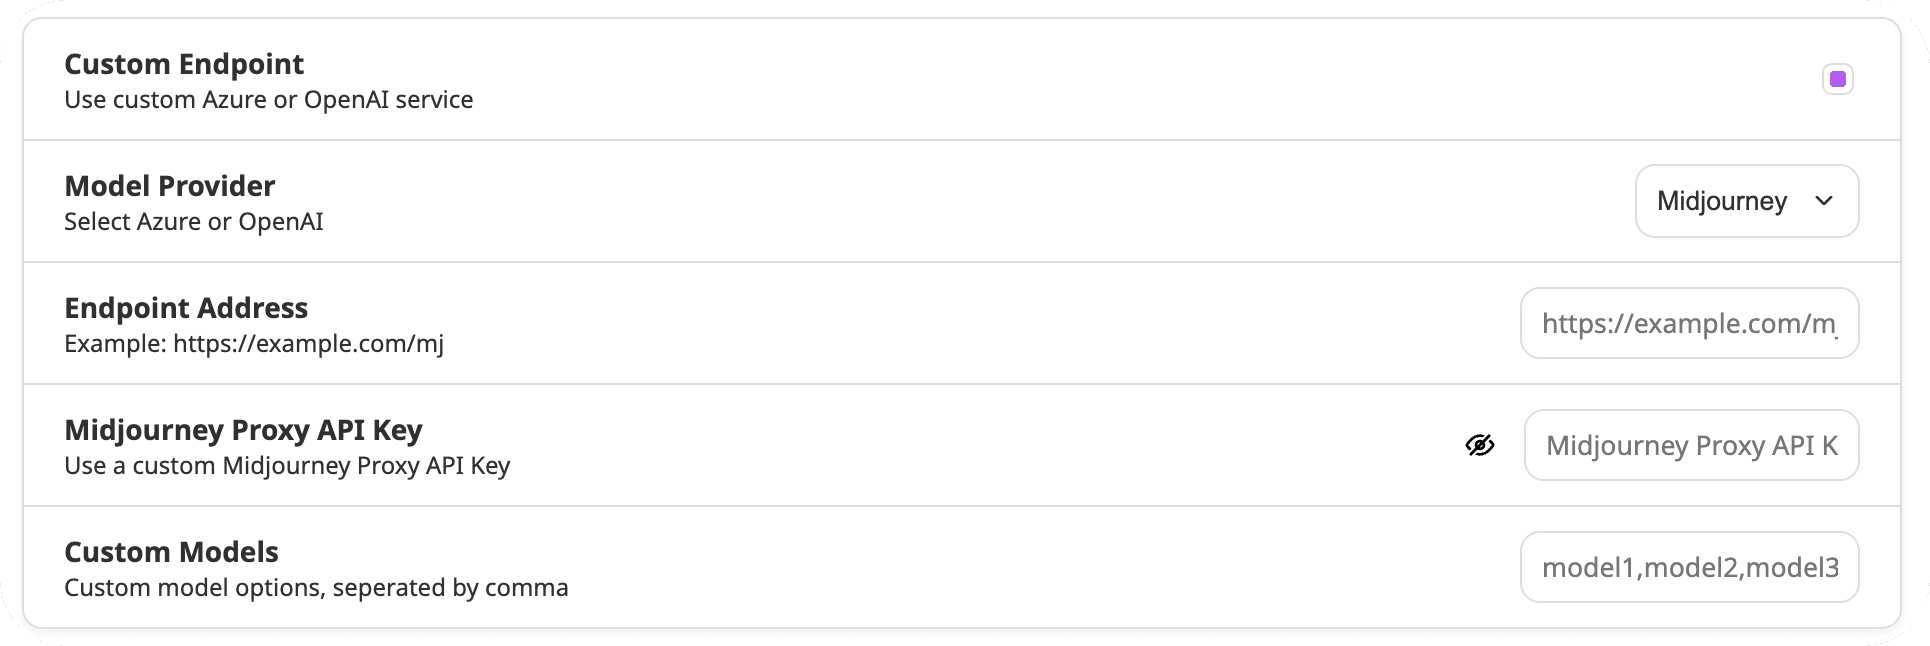 Custom Endpoint
Use custom Azure or OpenAI service
Model Provider
Select Azure or OpenAI
Midjourney
Endpoint Address
Example: https://example.com/mj
https://example.com/mj
Midjourney Proxy API Key
Use a custom Midjourney Proxy API Key
Midjourney Proxy API K
Custom Models
Custom model options, seperated by comma
model1,model2,model3